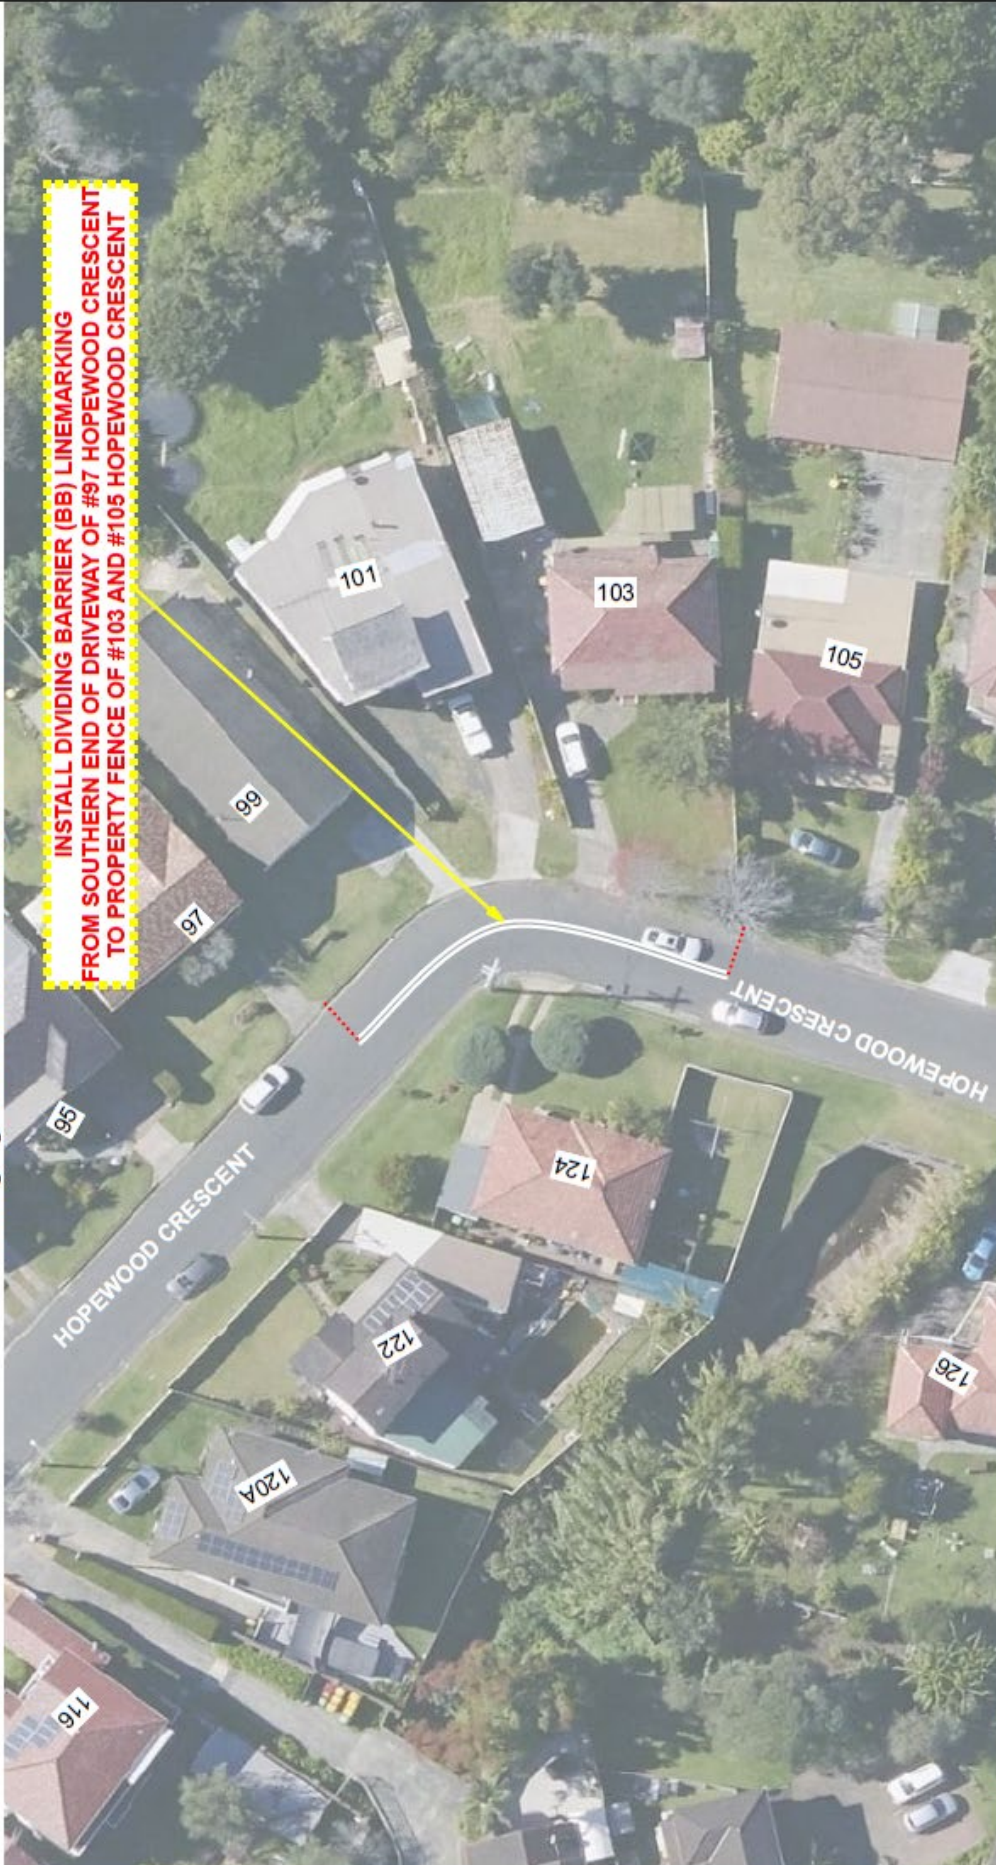 INSTALL DIVIDING BARRIER (BB) LINEMARKING
FROM SOUTHERN END OF DRIVEWAY OF #97 HOPEWOOD CRESCENT
TO PROPERTY FENCE OF #103 AND #105 HOPEWOOD CRESCENT
101
103
105
99
97
95
HOPEWOOD CRESCENT
HOPEWOOD CRESCENT
124
122
126
120A
116